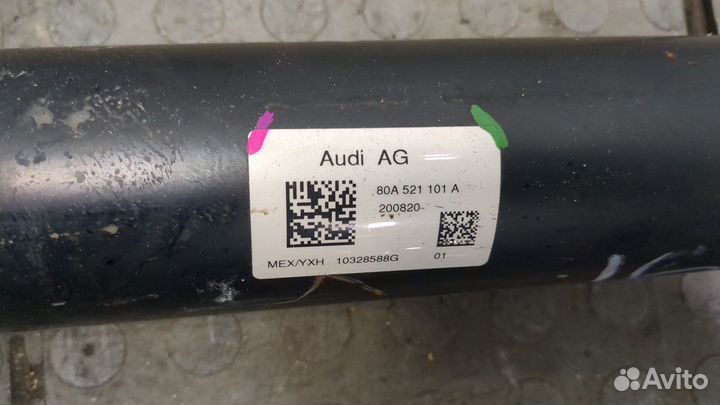 Audi AG
80A 521 101 A
200820
MEX/YXH 10328588G 01
Avito